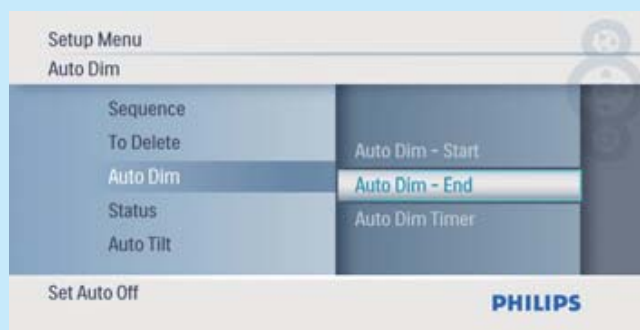 Setup Menu
Auto Dim
Sequence
To Delete
Auto Dim
Status
Auto Tilt
Auto Dim - Start
Auto Dim - End
Auto Dim Timer
Set Auto Off
PHILIPS